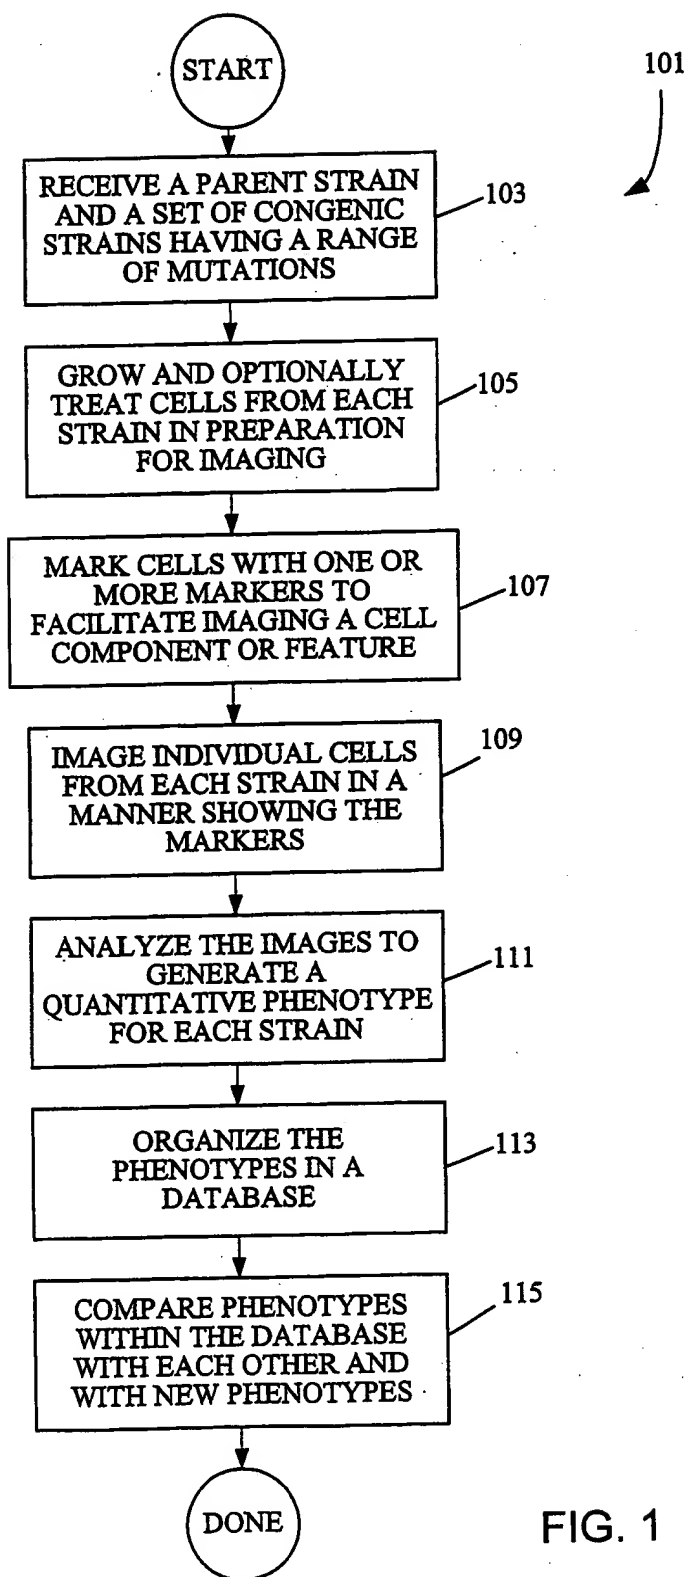 START
101
RECEIVE A PARENT STRAIN
AND A SET OF CONGENIC
STRAINS HAVING A RANGE
OF MUTATIONS
103
GROW AND OPTIONALLY
TREAT CELLS FROM EACH
STRAIN IN PREPARATION
FOR IMAGING
105
MARK CELLS WITH ONE OR
MORE MARKERS TO
FACILITATE IMAGING A CELL
COMPONENT OR FEATURE
107
IMAGE INDIVIDUAL CELLS
FROM EACH STRAIN IN A
MANNER SHOWING THE
MARKERS
109
ANALYZE THE IMAGES TO
GENERATE A
QUANTITATIVE PHENOTYPE
FOR EACH STRAIN
111
ORGANIZE THE
PHENOTYPES IN A
DATABASE
113
COMPARE PHENOTYPES
WITHIN THE DATABASE
WITH EACH OTHER AND
WITH NEW PHENOTYPES
115
DONE
FIG. 1